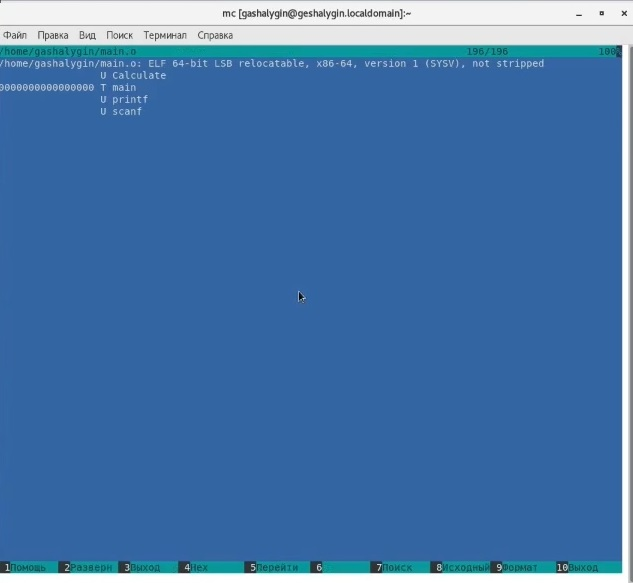 mc [gashalygin@geshalygin.localdomain]:~
Файл Правка Вид Поиск Терминал Справка
/home/gashalygin/main.o 196/196 100%
/home/gashalygin/main.o: ELF 64-bit LSB relocatable, x86-64, version 1 (SYSV), not stripped
U Calculate
0000000000000000 T main
U printf
U scanf
1Помощь 2Разверн 3Выход 4Hex 5Перейти 6 7Поиск 8Исходный 9Формат 10Выход